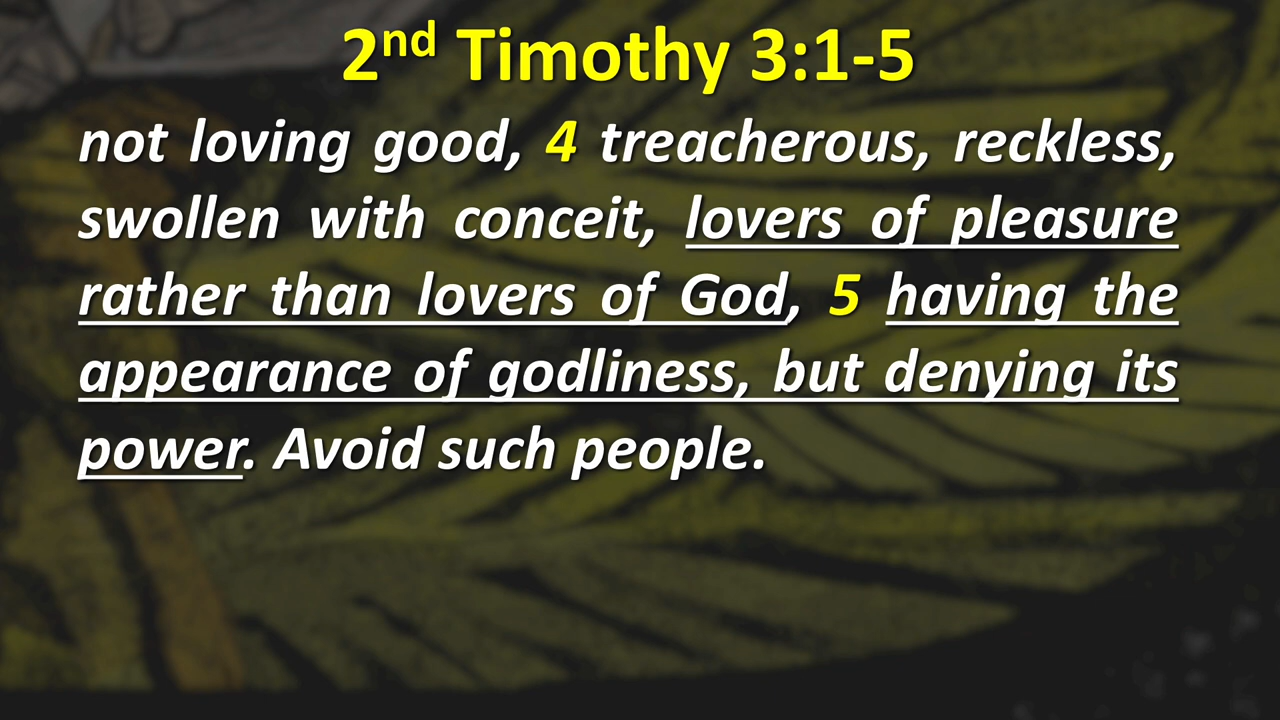 2nd Timothy 3:1-5
not loving good, 4 treacherous, reckless,
swollen with conceit, lovers of pleasure
rather than lovers of God, 5 having the
appearance of godliness, but denying its
power. Avoid such people.